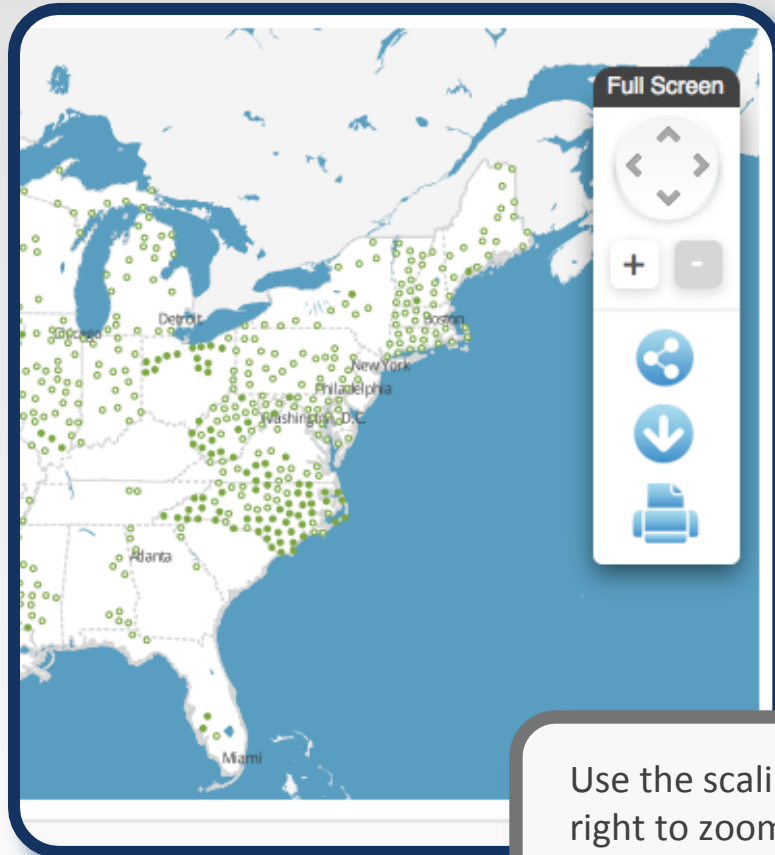 Full Screen
+
-
Detroit
Chicago
Boston
New York
Philadelphia
Washington, D.C.
Atlanta
Miami
Use the scali
right to zoom